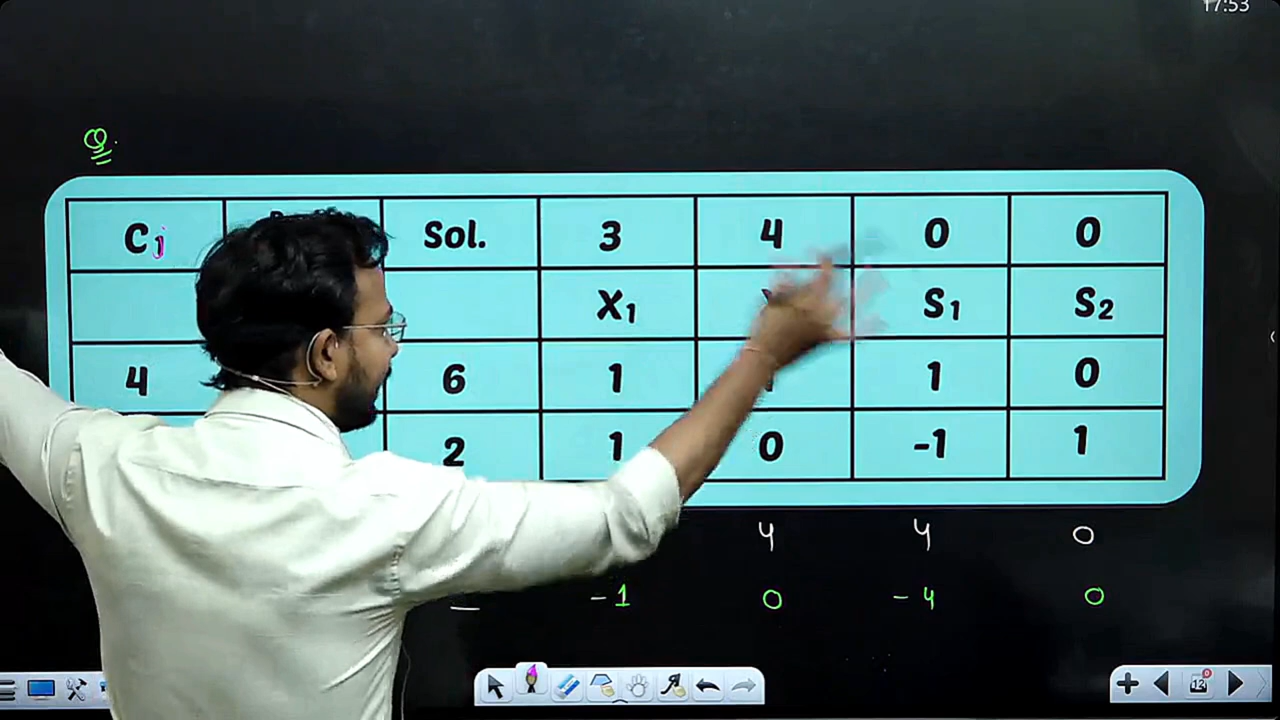 17:53
Q.
Cj Sol. 3 4 0 0
X1 S1 S2
4 6 1 1 0
2 1 0 -1 1
4 4 0
-1 0 -4 0
12